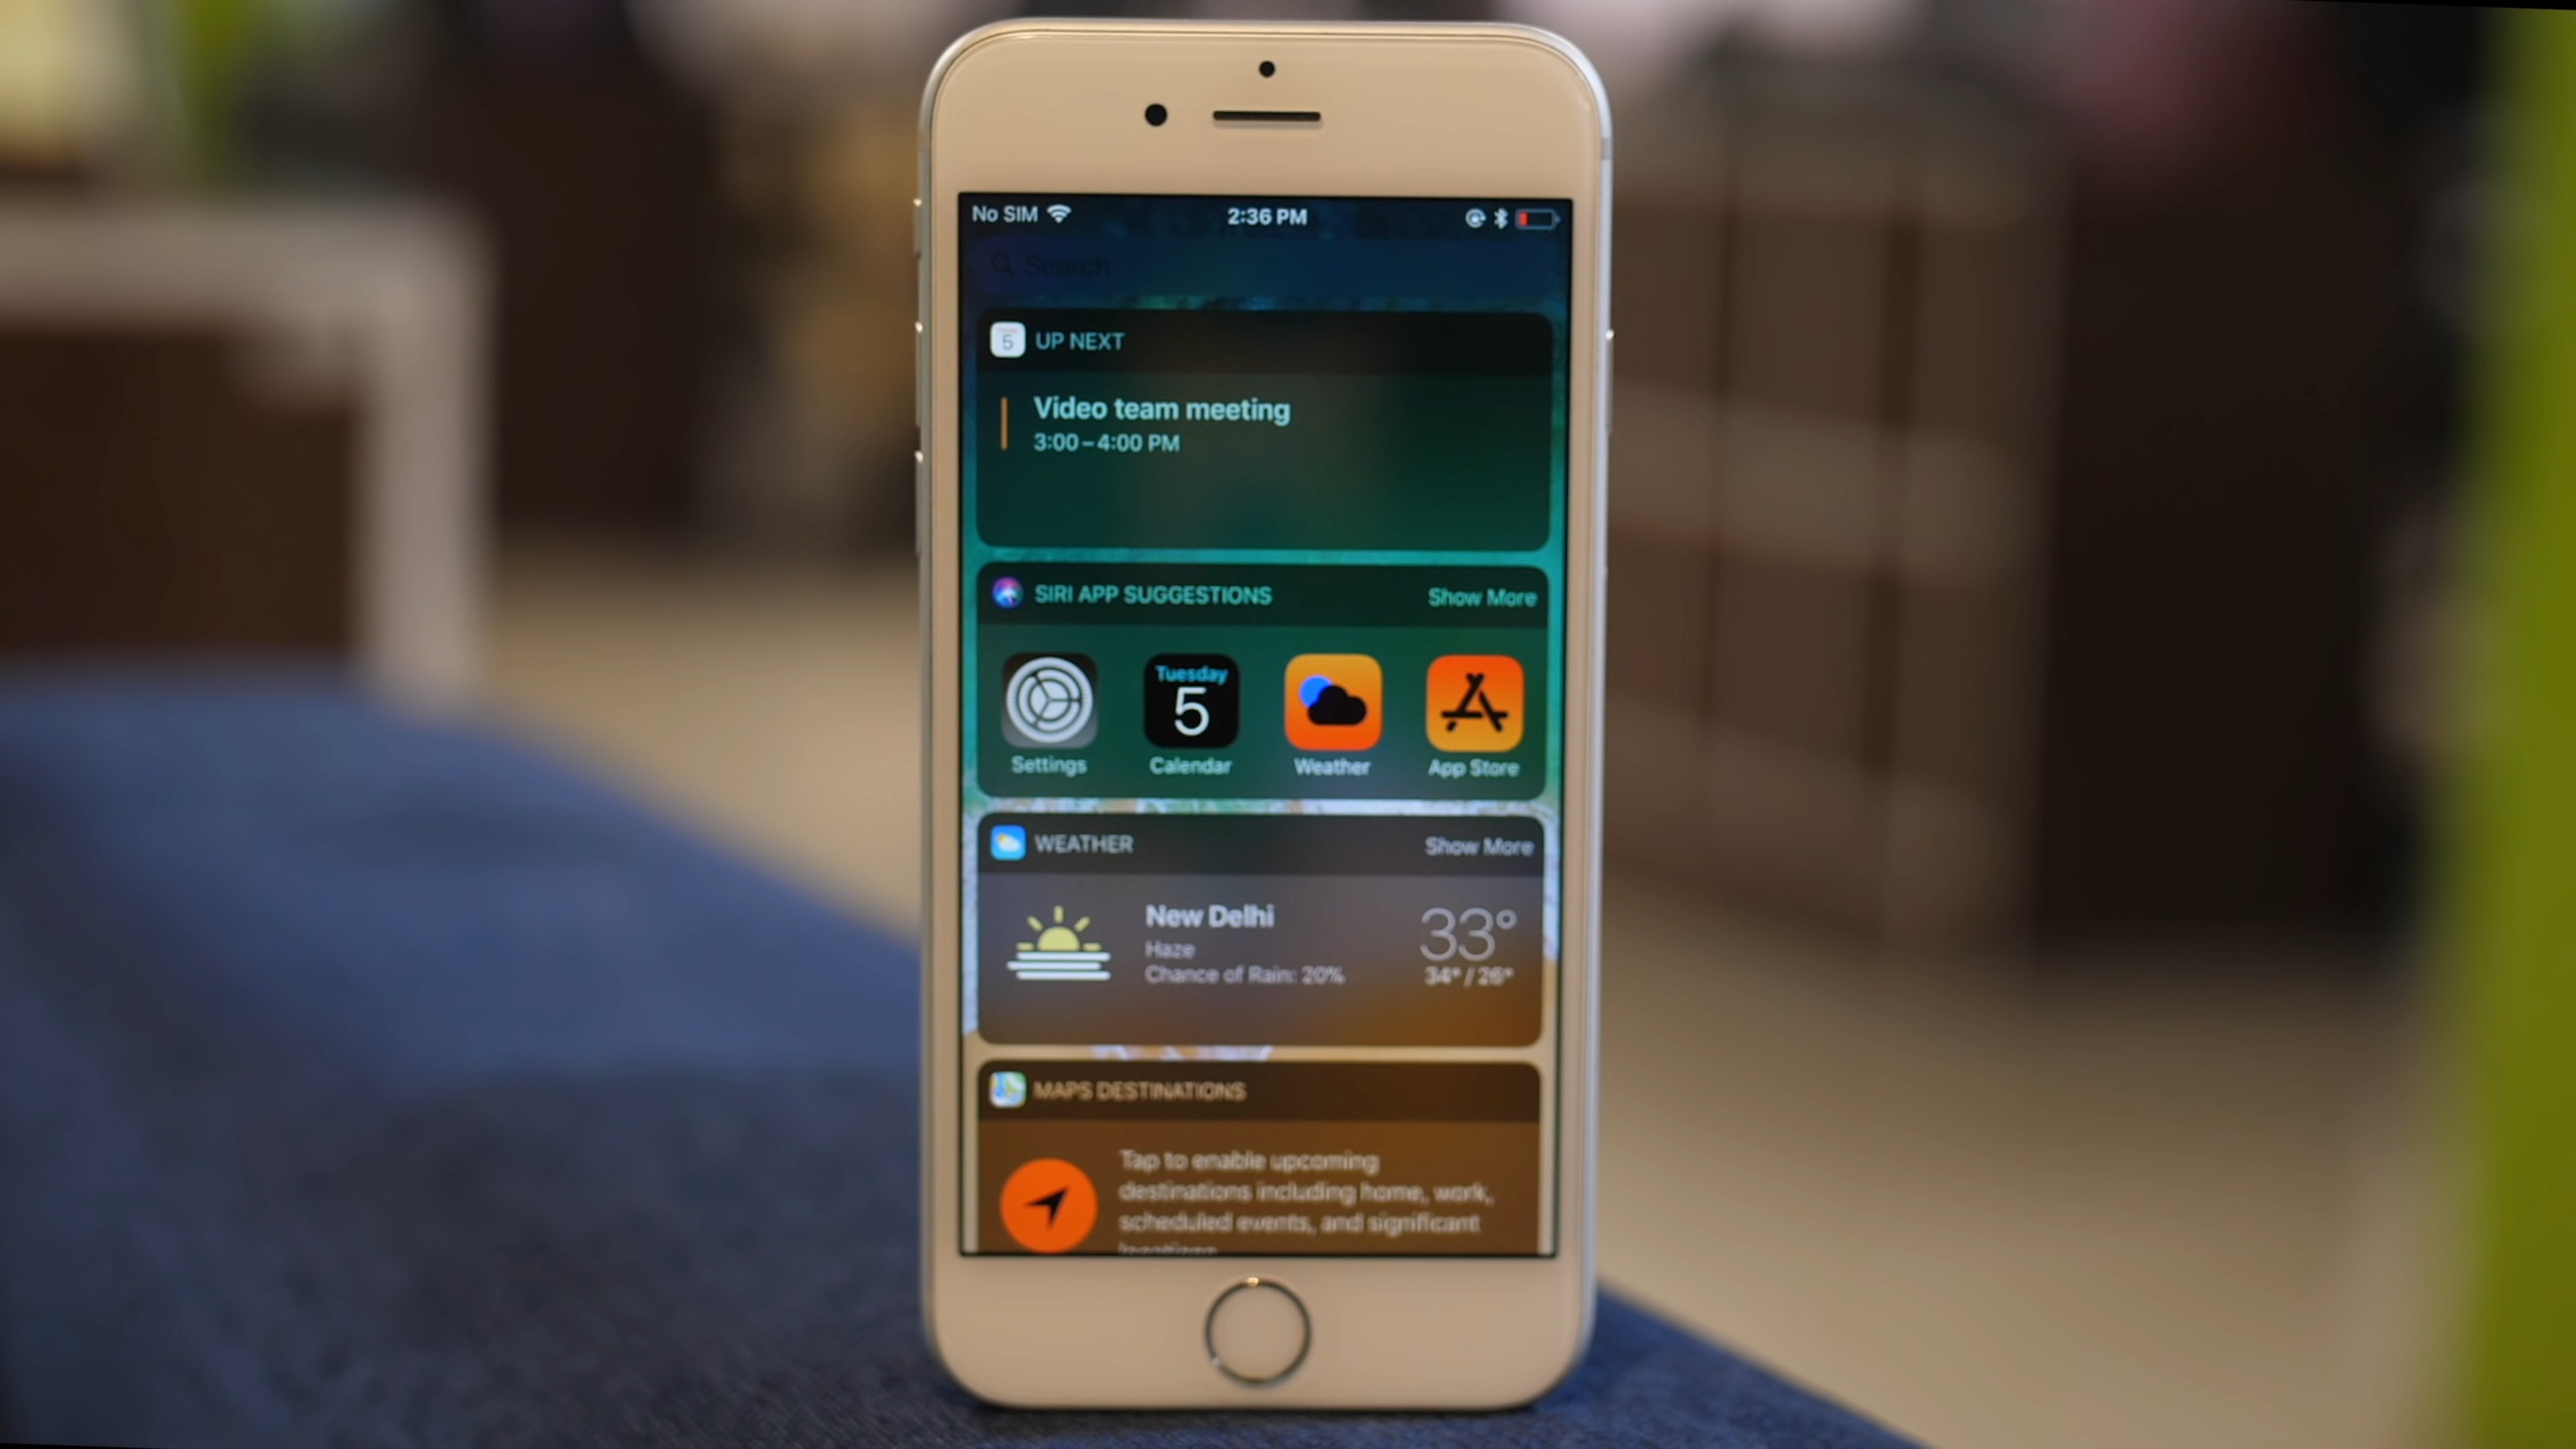 No SIM 2:36 PM
Search
5 UP NEXT
Video team meeting
3:00 – 4:00 PM
SIRI APP SUGGESTIONS Show More
Tuesday
5
Settings Calendar Weather App Store
WEATHER Show More
New Delhi 33°
Haze
Chance of Rain: 20% 34° / 26°
MAPS DESTINATIONS
Tap to enable upcoming
destinations including home, work,
scheduled events, and significant
locations